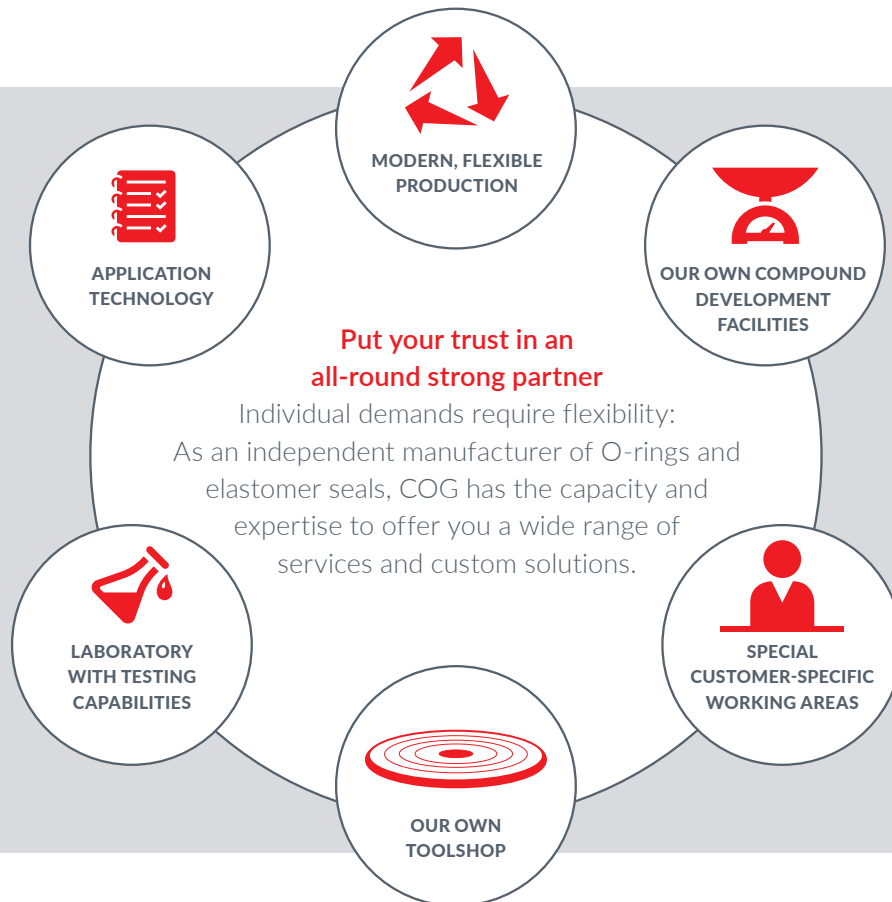 MODERN, FLEXIBLE
PRODUCTION
APPLICATION
TECHNOLOGY
OUR OWN COMPOUND
DEVELOPMENT
FACILITIES
Put your trust in an
all-round strong partner
Individual demands require flexibility:
As an independent manufacturer of O-rings and
elastomer seals, COG has the capacity and
expertise to offer you a wide range of
services and custom solutions.
LABORATORY
WITH TESTING
CAPABILITIES
SPECIAL
CUSTOMER-SPECIFIC
WORKING AREAS
OUR OWN
TOOLSHOP